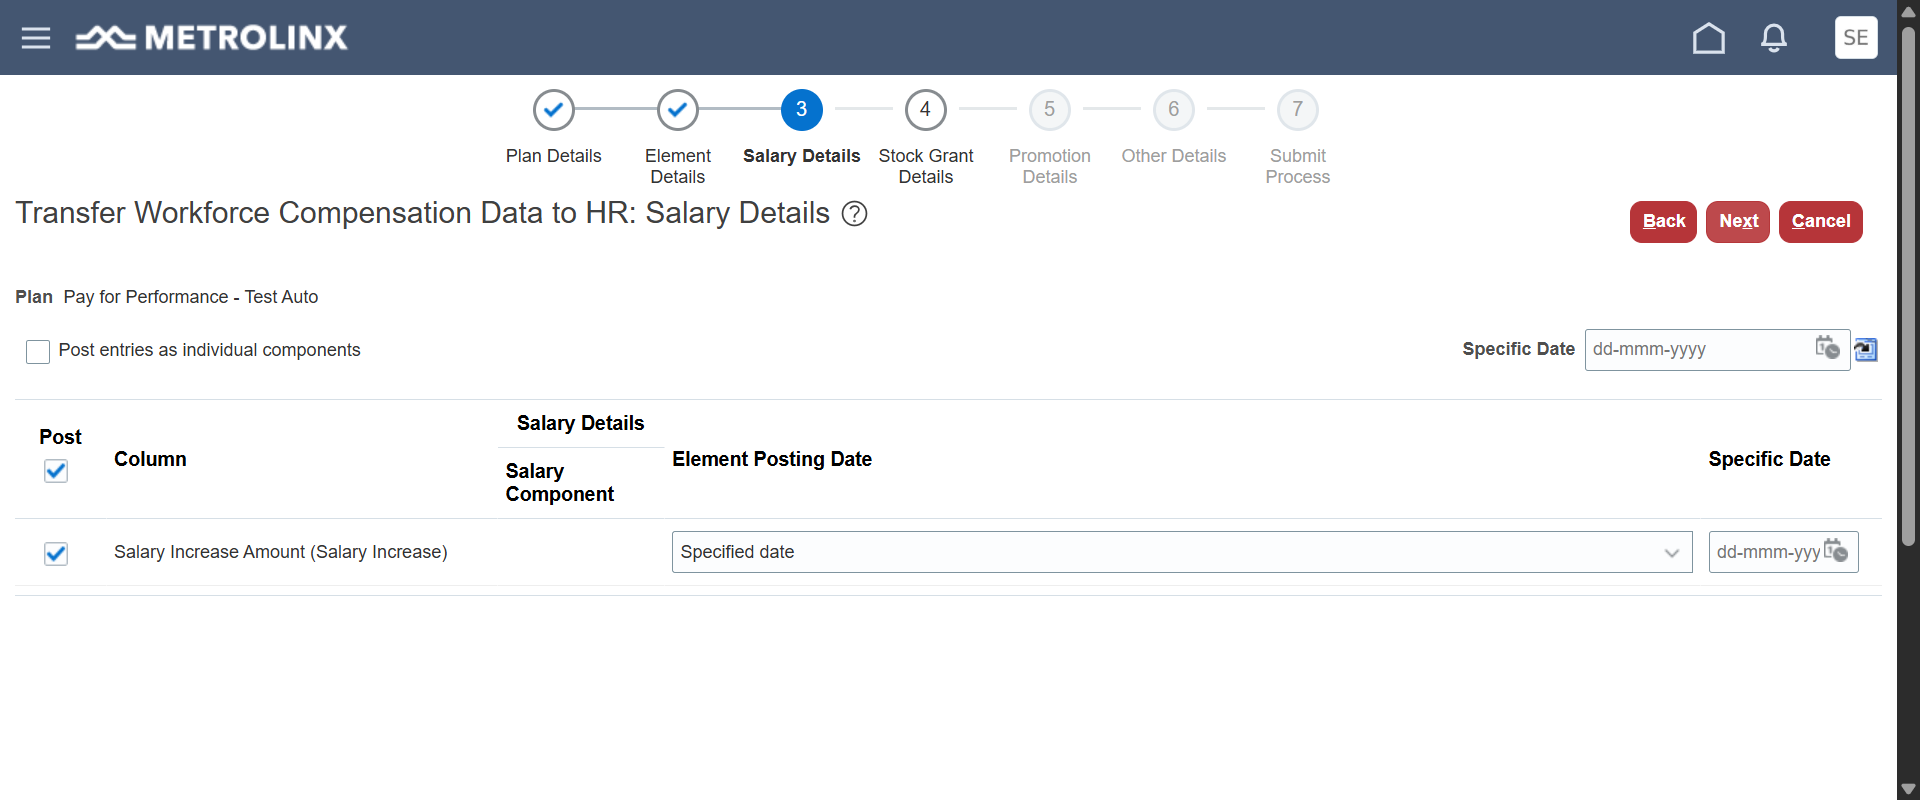 METROLINX
SE
3
4
5
6
7
Plan Details
Element
Details
Salary Details
Stock Grant
Details
Promotion
Details
Other Details
Submit
Process
Transfer Workforce Compensation Data to HR: Salary Details ?
Back
Next
Cancel
Plan Pay for Performance - Test Auto
Post entries as individual components
Specific Date
dd-mmm-yyyy
Post
Column
Salary Details
Salary
Component
Element Posting Date
Specific Date
Salary Increase Amount (Salary Increase)
Specified date
dd-mmm-yyy